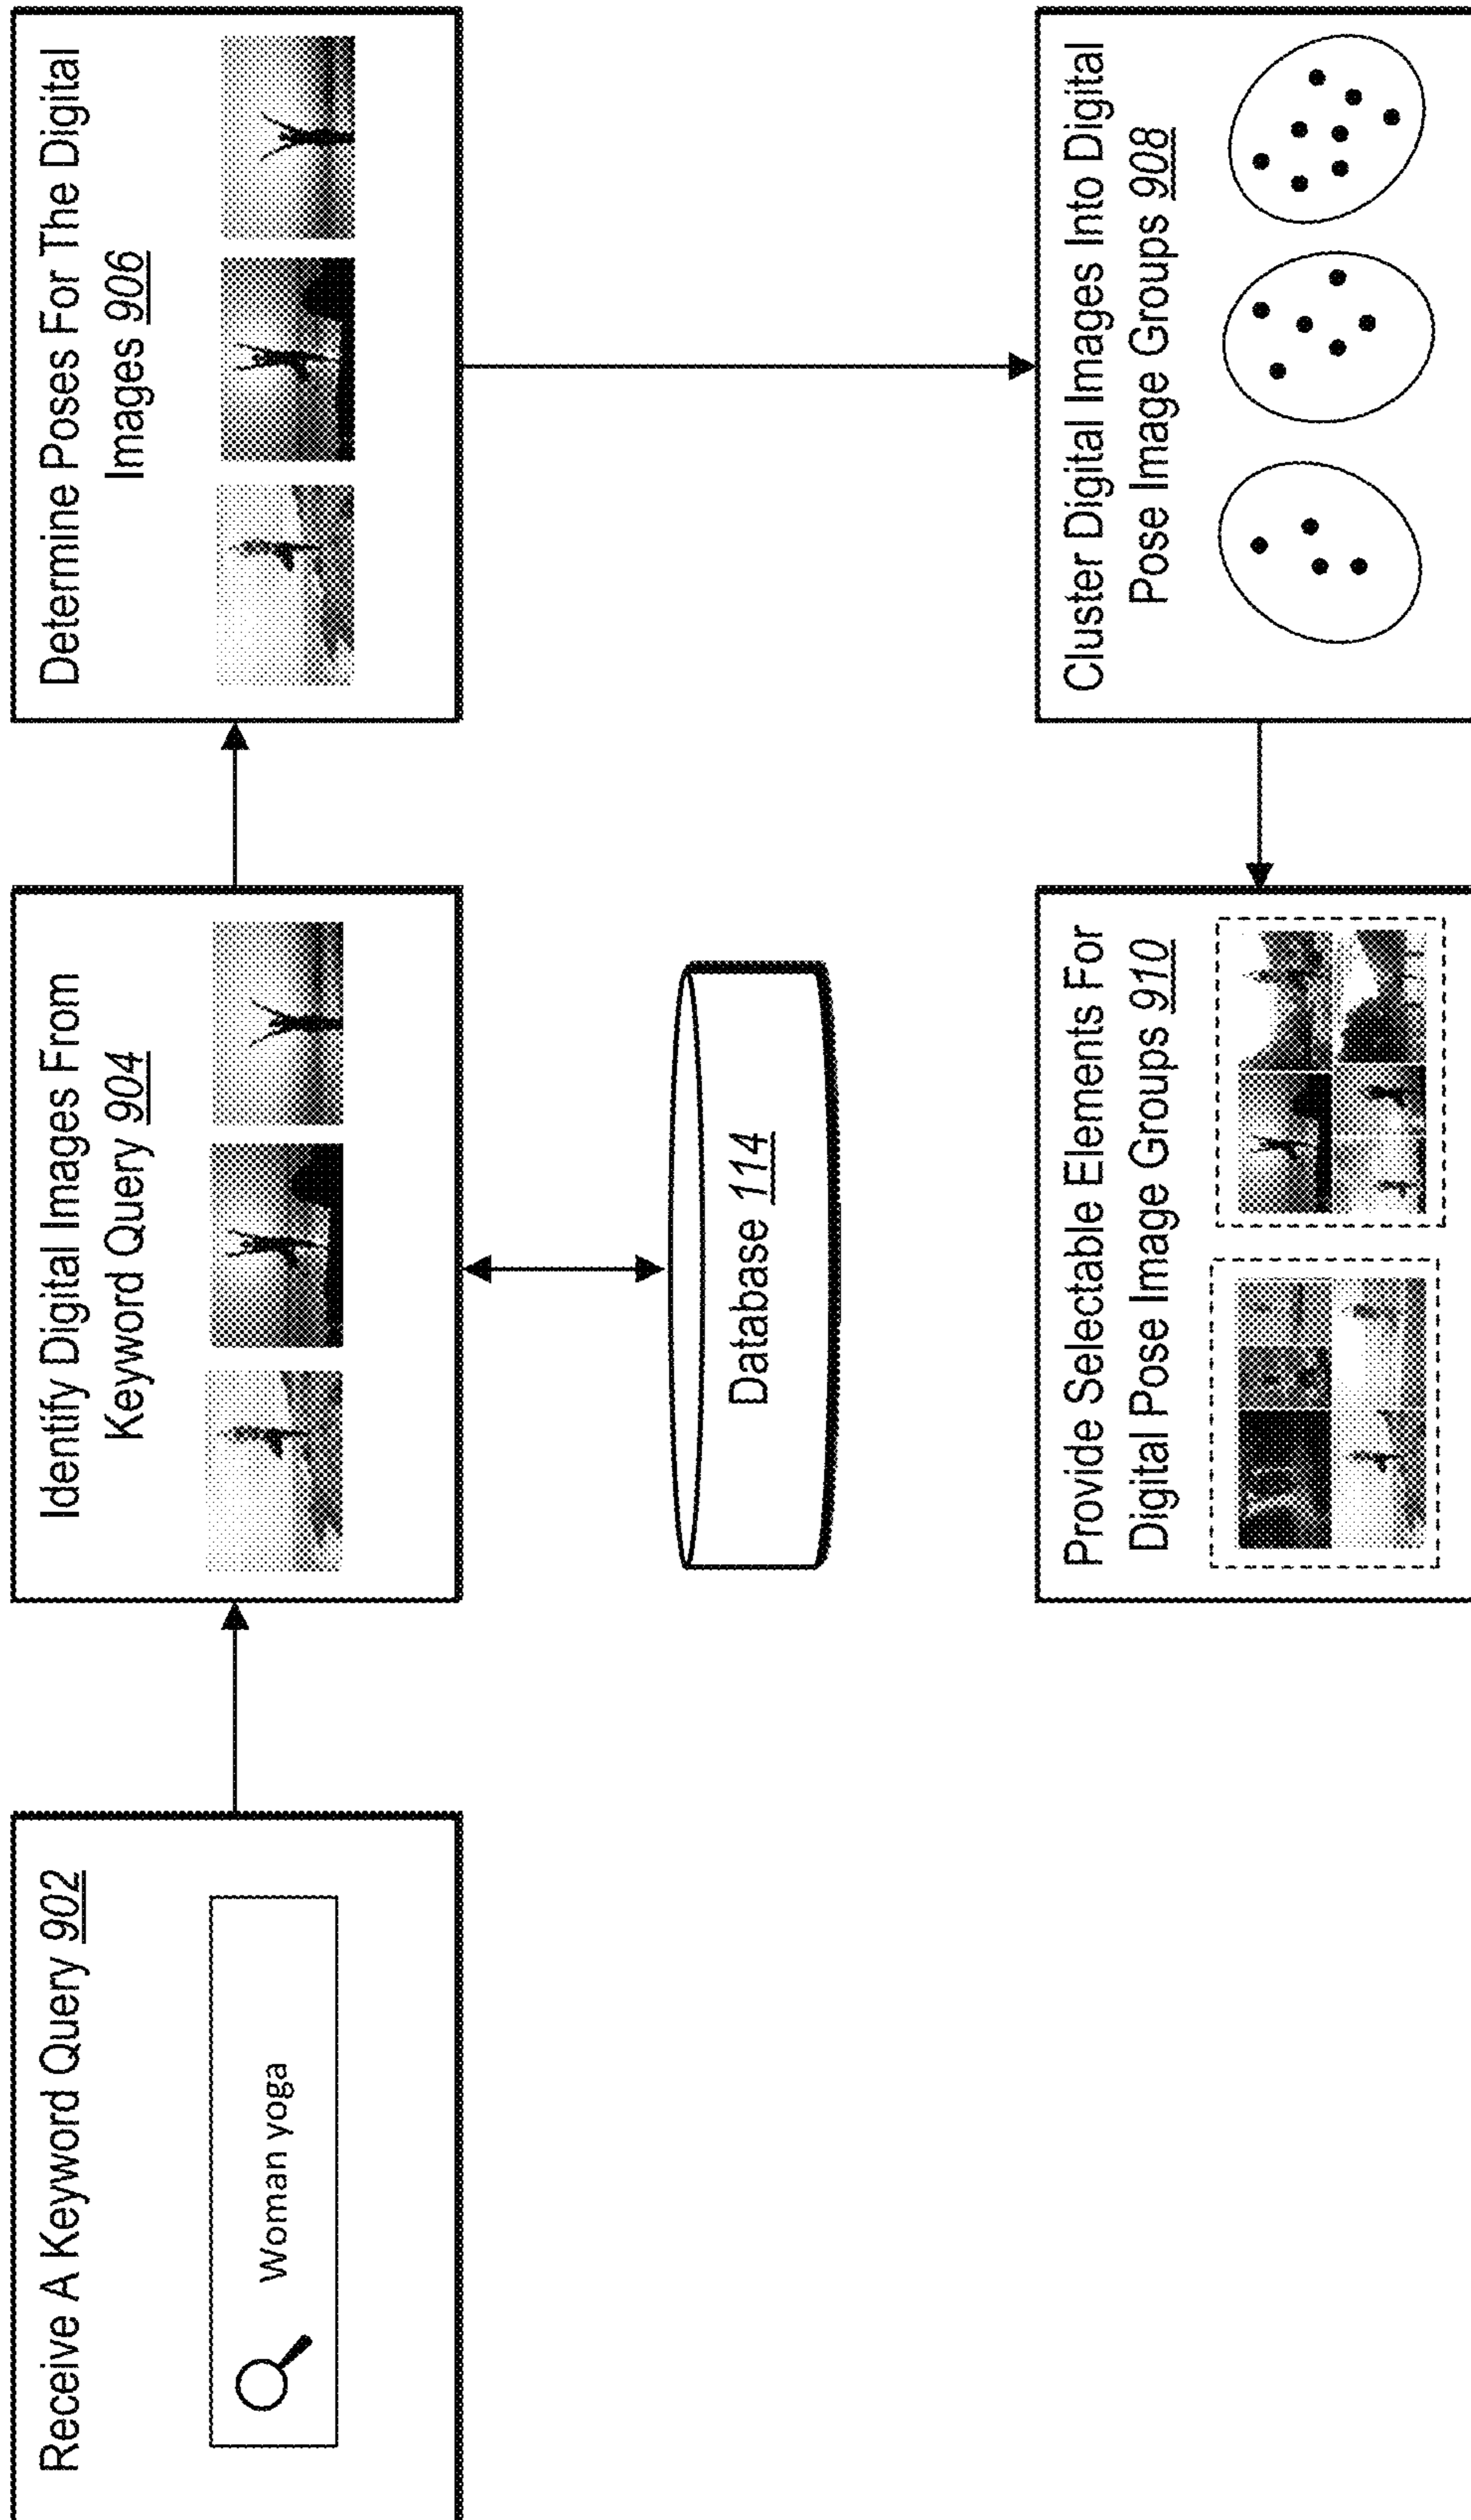 Receive A Keyword Query 902
Woman yoga
Identify Digital Images From
Keyword Query 904
Database 114
Determine Poses For The Digital
Images 906
Cluster Digital Images Into Digital
Pose Image Groups 908
Provide Selectable Elements For
Digital Pose Image Groups 910